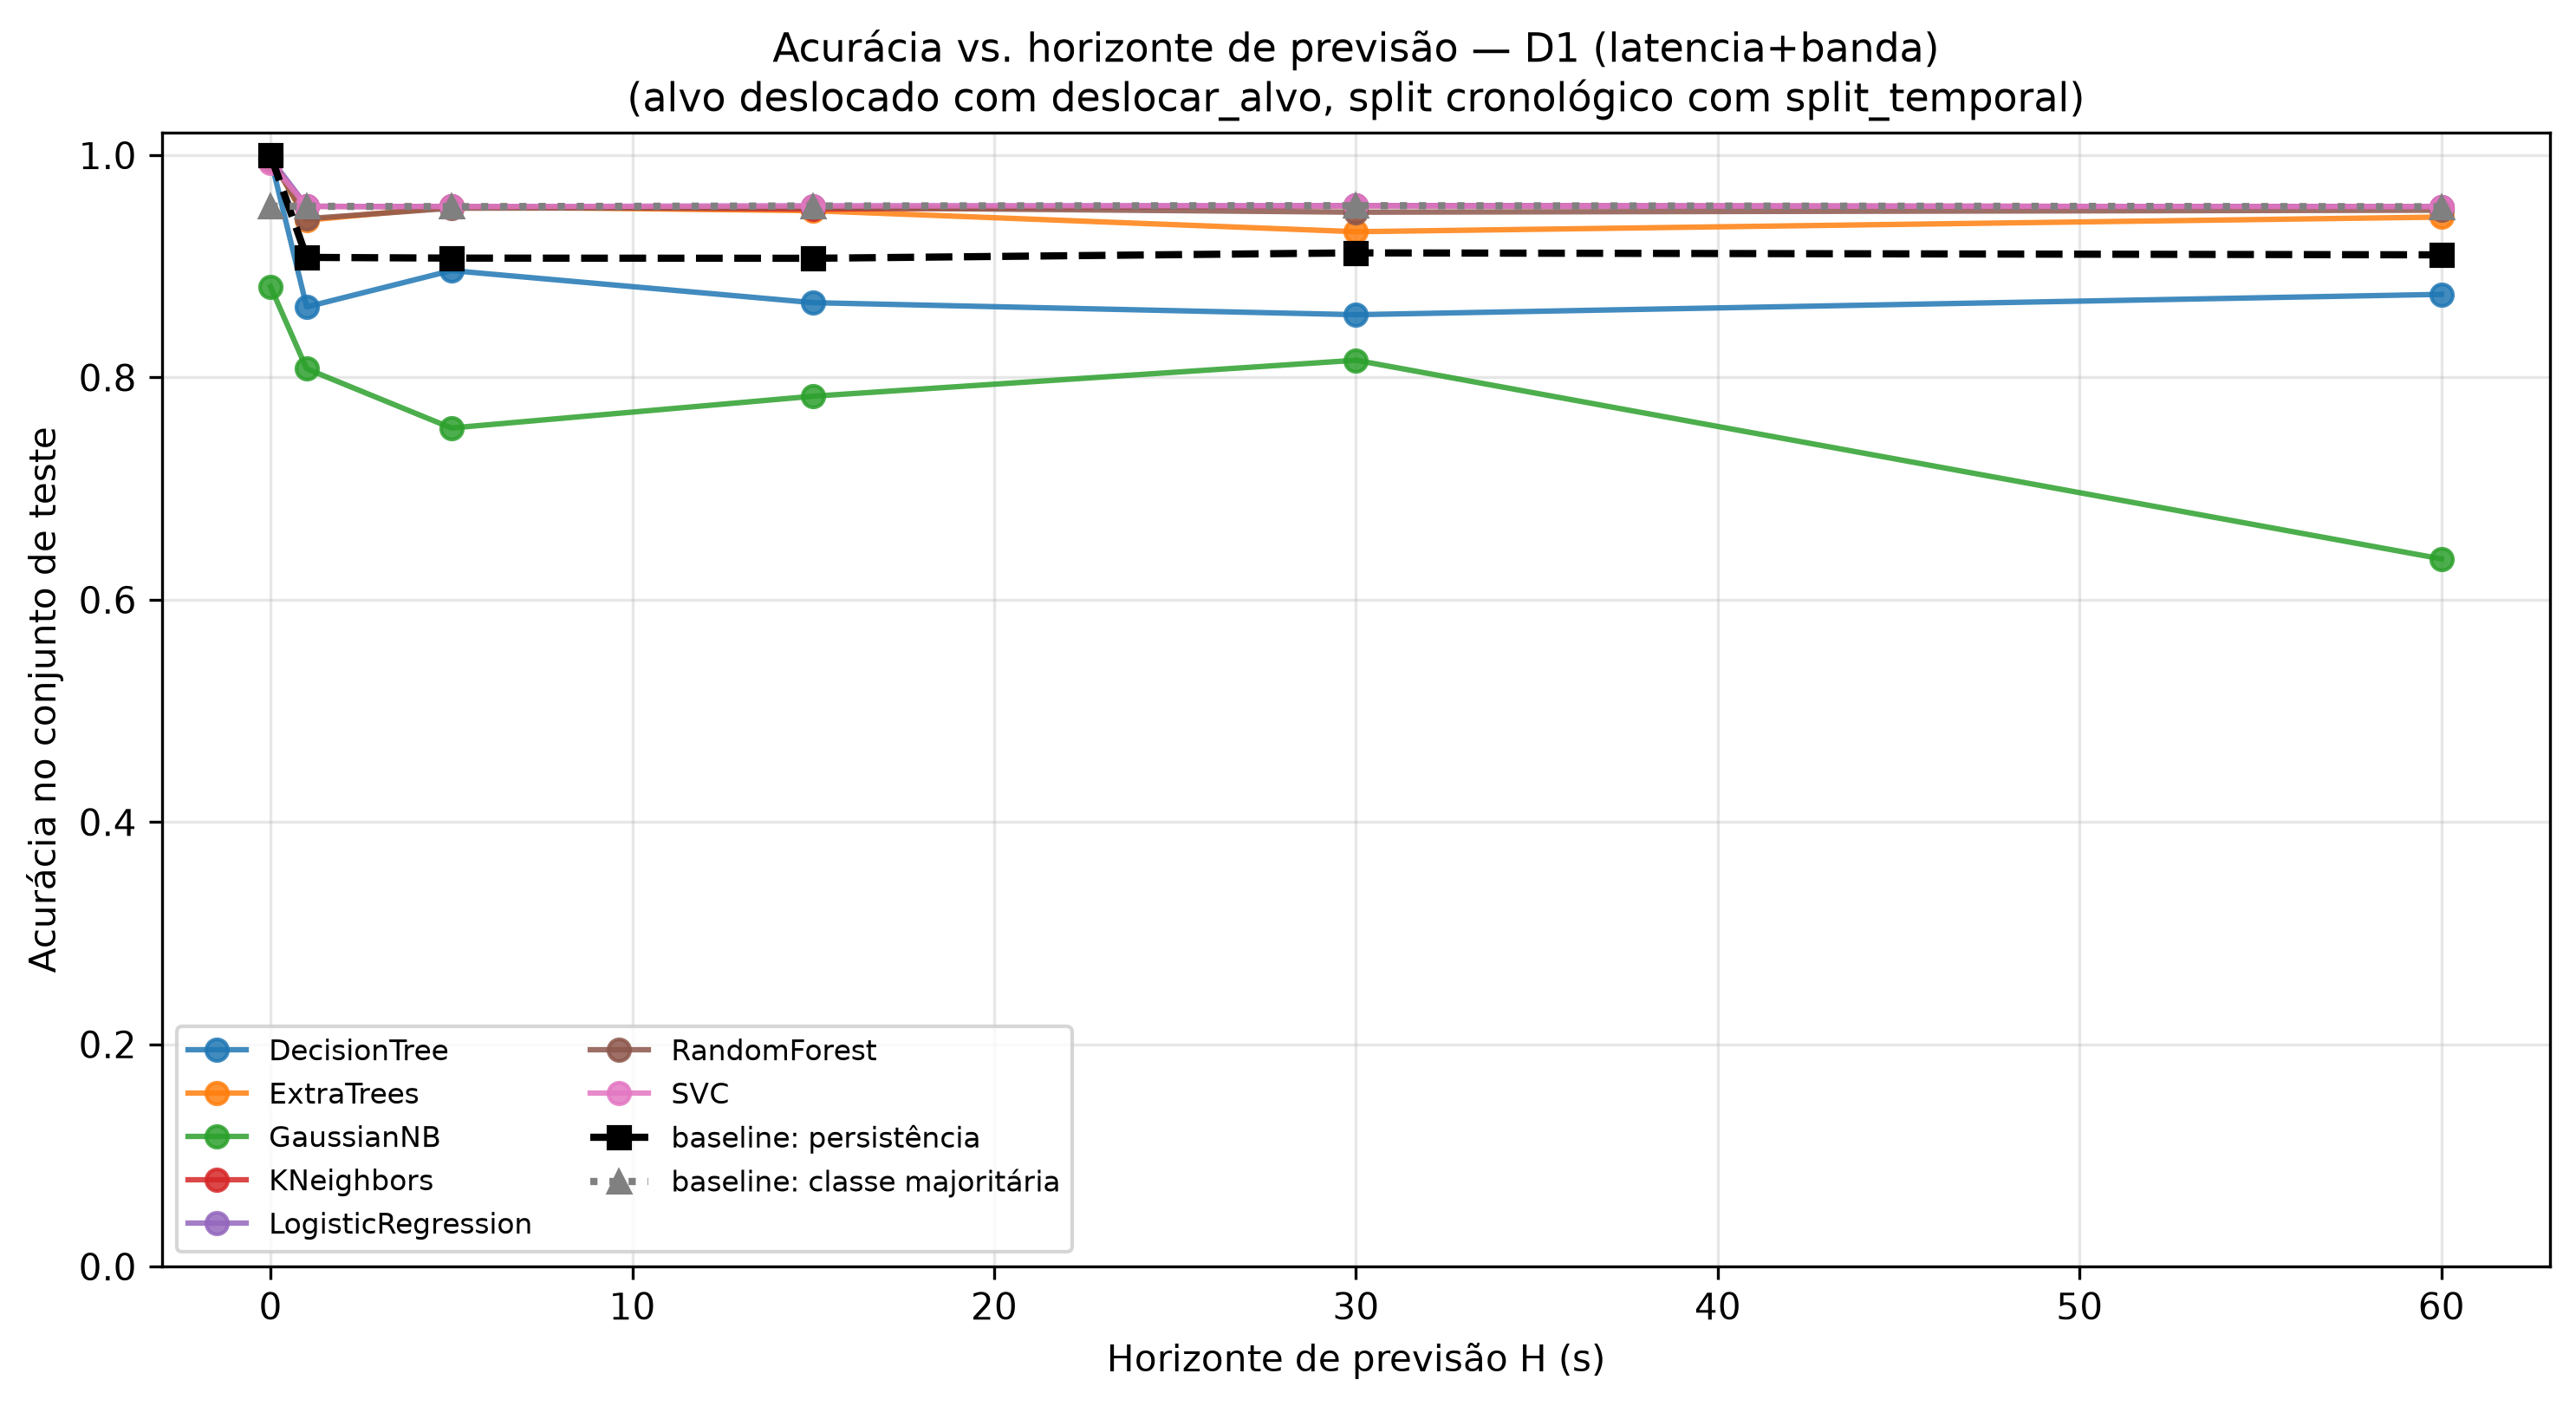 Acurácia vs. horizonte de previsão — D1 (latencia+banda)
(alvo deslocado com deslocar_alvo, split cronológico com split_temporal)
Acurácia no conjunto de teste
1.0
0.8
0.6
0.4
0.2
0.0
DecisionTree
ExtraTrees
GaussianNB
KNeighbors
LogisticRegression
RandomForest
SVC
baseline: persistência
baseline: classe majoritária
0 10 20 30 40 50 60
Horizonte de previsão H (s)